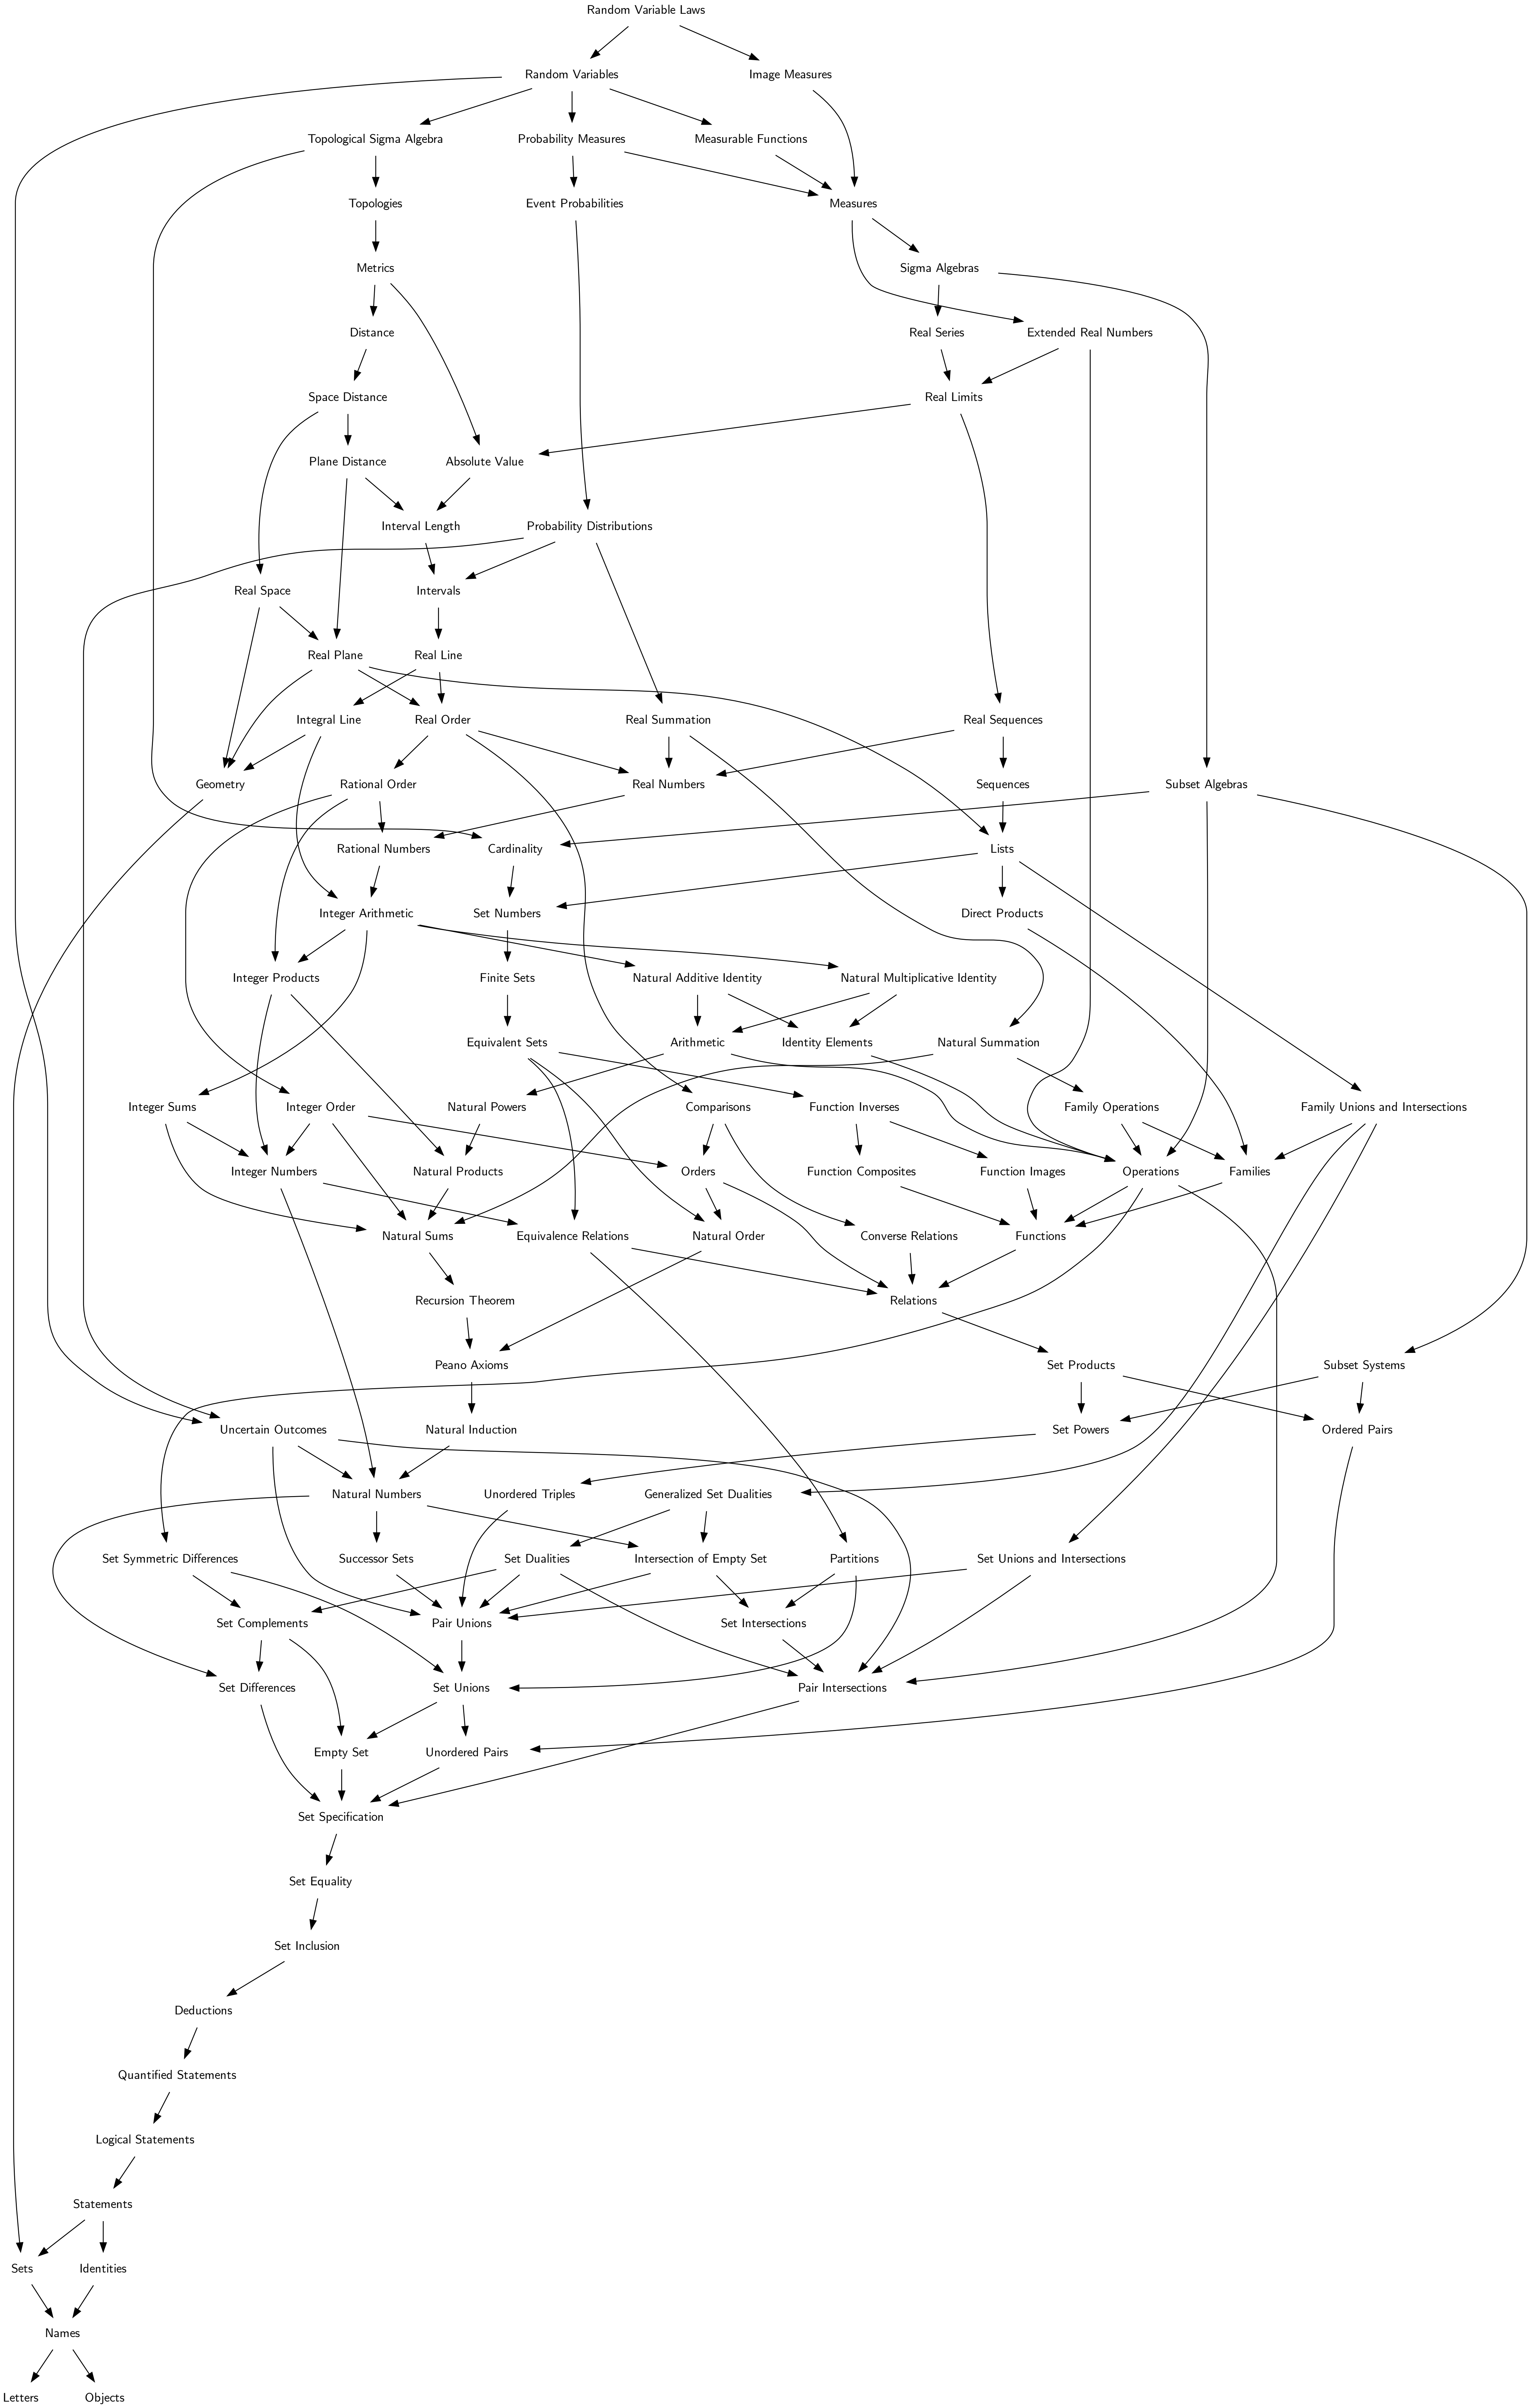 Random Variable Laws
Random Variables
Image Measures
Topological Sigma Algebra
Probability Measures
Measurable Functions
Topologies
Event Probabilities
Measures
Metrics
Sigma Algebras
Distance
Real Series
Extended Real Numbers
Space Distance
Real Limits
Plane Distance
Absolute Value
Interval Length
Probability Distributions
Real Space
Intervals
Real Plane
Real Line
Integral Line
Real Order
Real Summation
Real Sequences
Geometry
Rational Order
Real Numbers
Sequences
Subset Algebras
Rational Numbers
Cardinality
Lists
Integer Arithmetic
Set Numbers
Direct Products
Integer Products
Finite Sets
Natural Additive Identity
Natural Multiplicative Identity
Equivalent Sets
Arithmetic
Identity Elements
Natural Summation
Integer Sums
Integer Order
Natural Powers
Comparisons
Function Inverses
Family Operations
Family Unions and Intersections
Integer Numbers
Natural Products
Orders
Function Composites
Function Images
Operations
Families
Natural Sums
Equivalence Relations
Natural Order
Converse Relations
Functions
Recursion Theorem
Relations
Peano Axioms
Set Products
Subset Systems
Uncertain Outcomes
Natural Induction
Set Powers
Ordered Pairs
Natural Numbers
Unordered Triples
Generalized Set Dualities
Set Symmetric Differences
Successor Sets
Set Dualities
Intersection of Empty Set
Partitions
Set Unions and Intersections
Set Complements
Pair Unions
Set Intersections
Set Differences
Set Unions
Pair Intersections
Empty Set
Unordered Pairs
Set Specification
Set Equality
Set Inclusion
Deductions
Quantified Statements
Logical Statements
Statements
Sets
Identities
Names
Letters
Objects